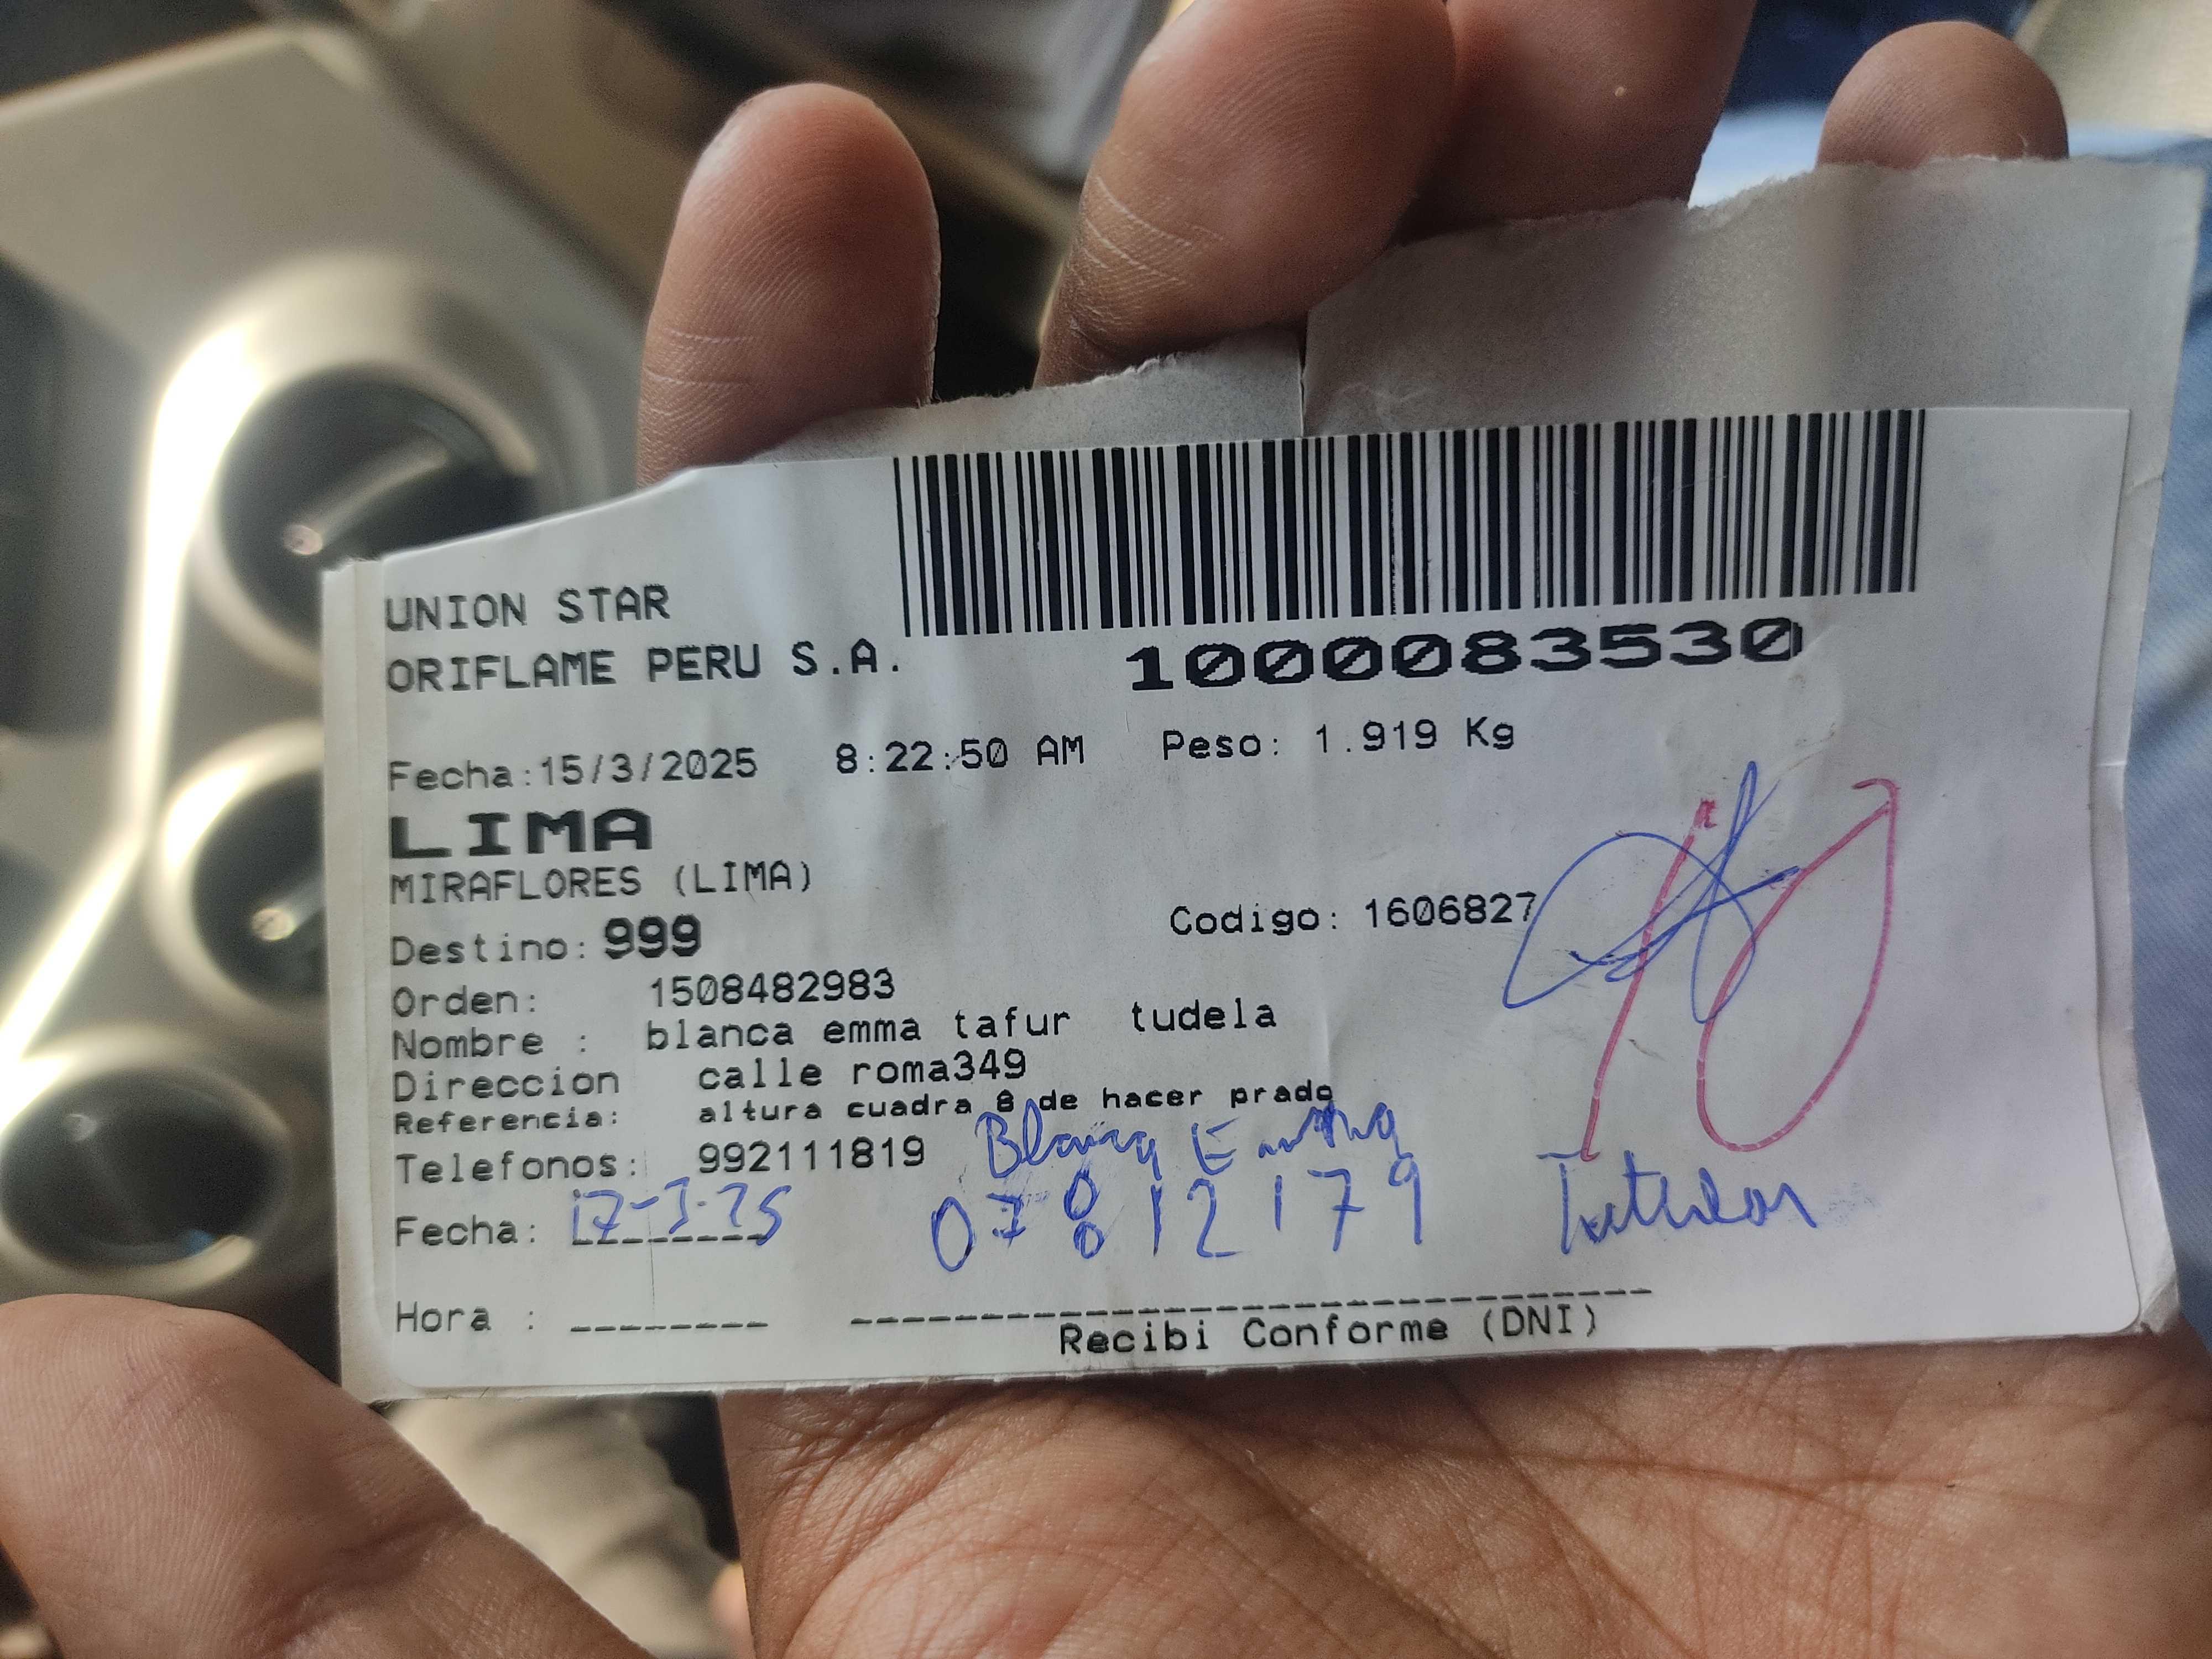 UNION STAR
ORIFLAME PERU S.A.
1000083530
Fecha:15/3/2025 8:22:50 AM Peso: 1.919 Kg
LIMA
MIRAFLORES (LIMA)
Destino: 999 Codigo: 1606827
Orden: 1508482983
Nombre : blanca emma tafur tudela
Direccion calle roma349
Referencia: altura cuadra 8 de hacer prado
Telefonos: 992111819
Blanca Emma
Fecha: 17-3-25 07812179
Hora :
Recibi Conforme (DNI)
10